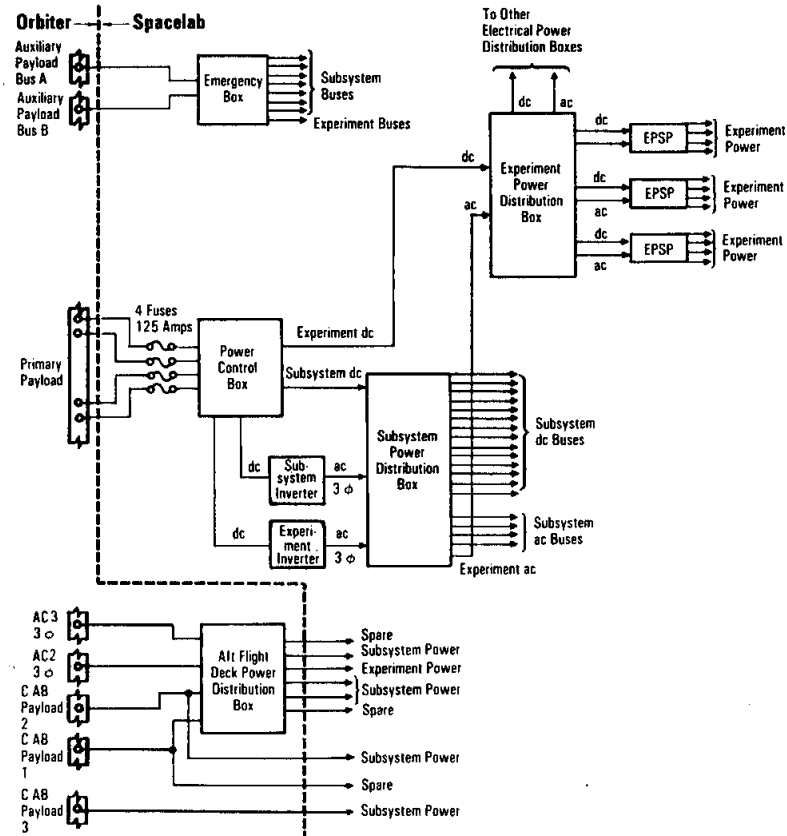 Orbiter
Spacelab
Auxiliary
Payload
Bus A
Auxiliary
Payload
Bus B
Emergency
Box
Subsystem
Buses
Experiment Buses
To Other
Electrical Power
Distribution Boxes
dc
ac
dc
ac
Experiment
Power
Distribution
Box
dc
EPSP
Experiment
Power
dc
ac
EPSP
Experiment
Power
dc
ac
EPSP
Experiment
Power
Primary
Payload
4 Fuses
125 Amps
Power
Control
Box
Experiment dc
Subsystem dc
dc
Sub-
system
Inverter
ac
3 ϕ
dc
Experi-
ment
Inverter
ac
3 ϕ
Subsystem
Power
Distribution
Box
Subsystem
dc Buses
Subsystem
ac Buses
Experiment ac
AC3
3 ϕ
AC2
3 ϕ
C AB
Payload
2
C AB
Payload
1
C AB
Payload
3
Aft Flight
Deck Power
Distribution
Box
Spare
Subsystem Power
Experiment Power
Subsystem Power
Spare
Subsystem Power
Spare
Subsystem Power